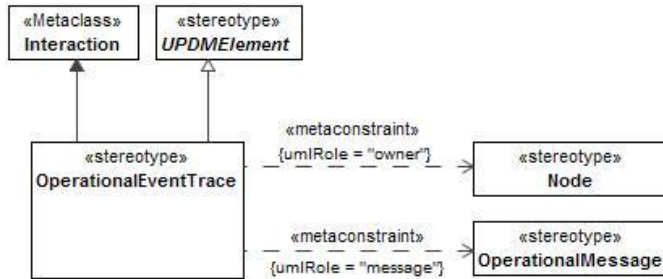 «Metaclass»
Interaction
«stereotype»
UPDMElement
«metaconstraint»
{umlRole = "owner"}
«stereotype»
OperationalEventTrace
«stereotype»
Node
«metaconstraint»
{umlRole = "message"}
«stereotype»
OperationalMessage